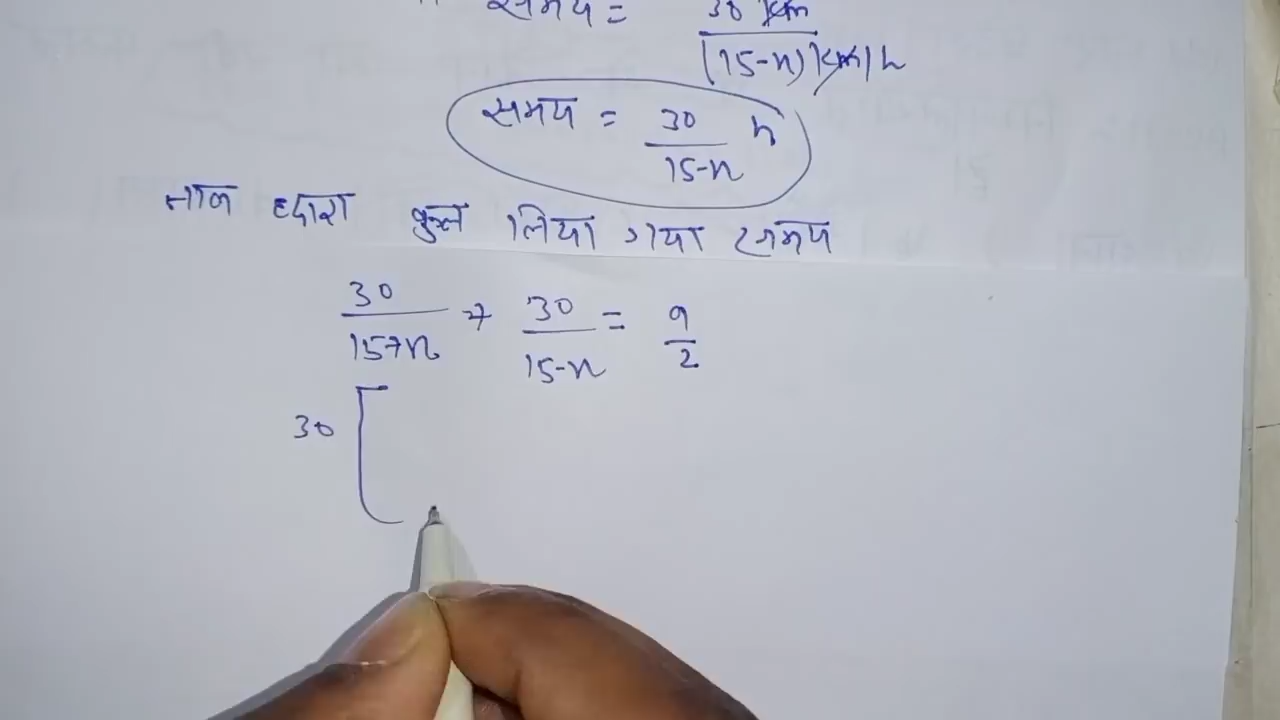 समय = 30 km / (15-x) km/h
समय = 30 / 15-x h
नाव द्वारा कुल लिया गया समय
30 / 15+x + 30 / 15-x = 9 / 2
30 [